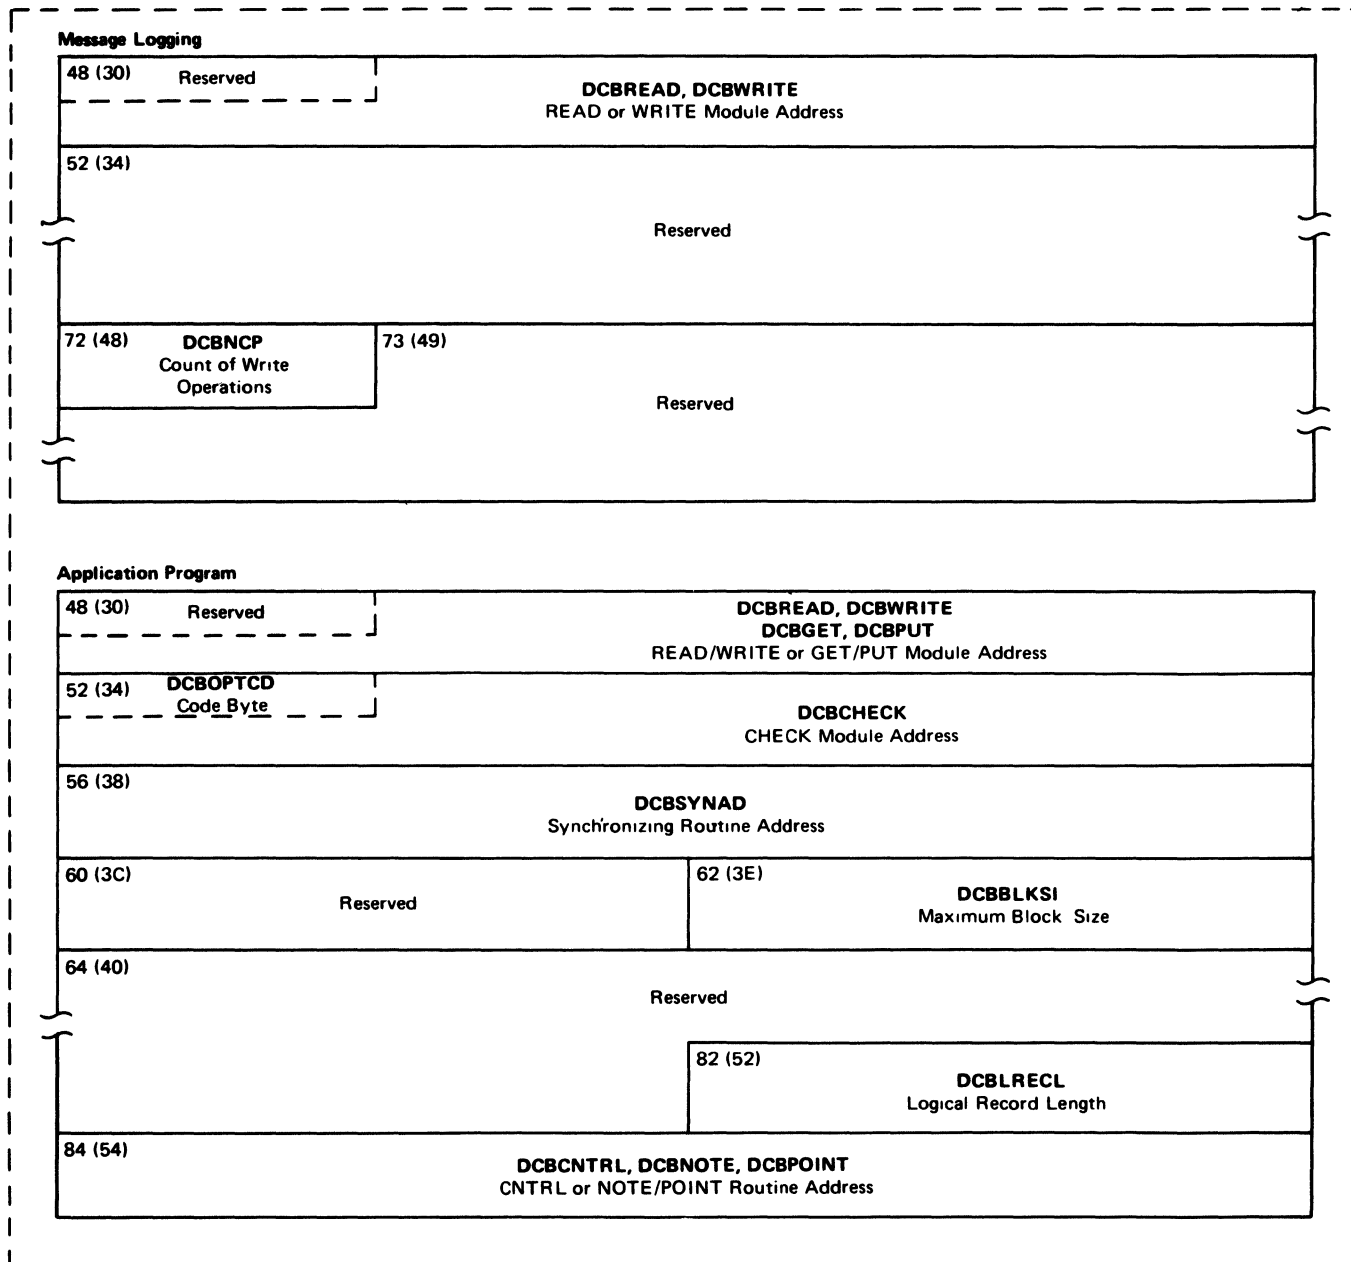 Message Logging
48 (30) Reserved
DCBREAD, DCBWRITE
READ or WRITE Module Address
52 (34)
Reserved
72 (48) DCBNCP
Count of Write
Operations
73 (49)
Reserved
Application Program
48 (30) Reserved
DCBREAD, DCBWRITE
DCBGET, DCBPUT
READ/WRITE or GET/PUT Module Address
52 (34) DCBOPTCD
Code Byte
DCBCHECK
CHECK Module Address
56 (38)
DCBSYNAD
Synchronizing Routine Address
60 (3C)
Reserved
62 (3E)
DCBBLKSI
Maximum Block Size
64 (40)
Reserved
82 (52)
DCBLRECL
Logical Record Length
84 (54)
DCBCNTRL, DCBNOTE, DCBPOINT
CNTRL or NOTE/POINT Routine Address